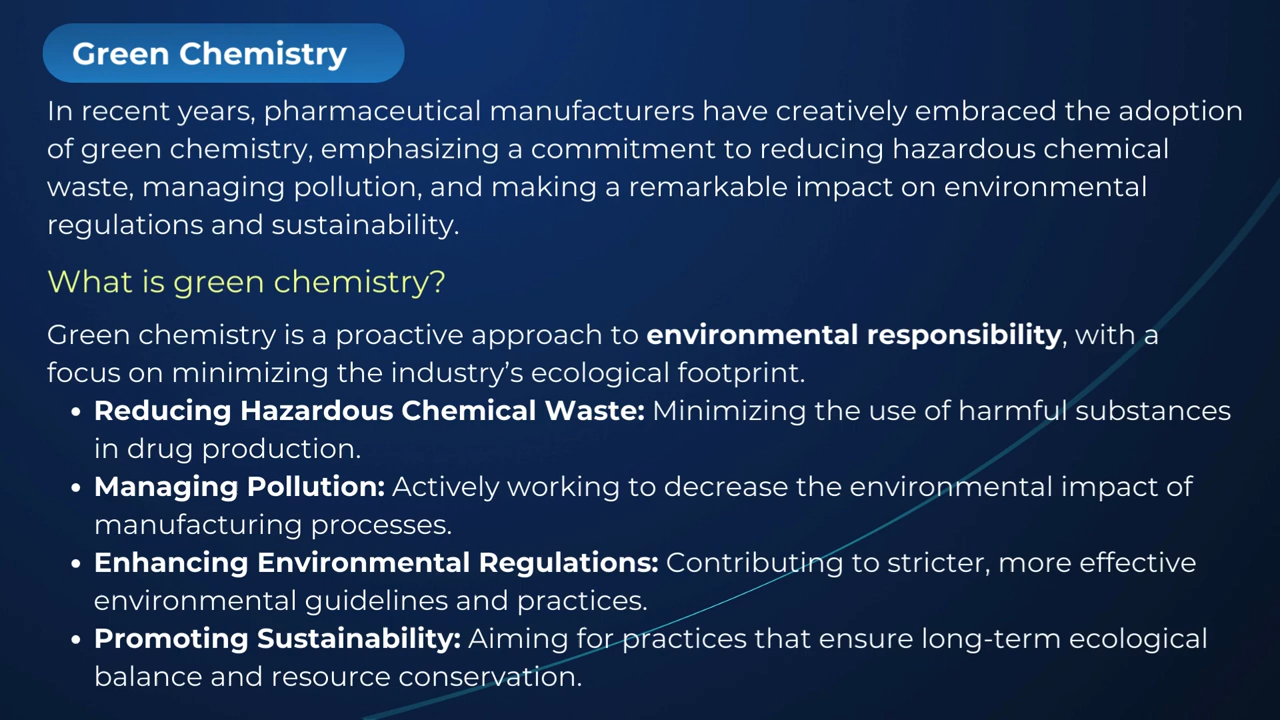 Green Chemistry
In recent years, pharmaceutical manufacturers have creatively embraced the adoption
of green chemistry, emphasizing a commitment to reducing hazardous chemical
waste, managing pollution, and making a remarkable impact on environmental
regulations and sustainability.
What is green chemistry?
Green chemistry is a proactive approach to environmental responsibility, with a
focus on minimizing the industry’s ecological footprint.
• Reducing Hazardous Chemical Waste: Minimizing the use of harmful substances
in drug production.
• Managing Pollution: Actively working to decrease the environmental impact of
manufacturing processes.
• Enhancing Environmental Regulations: Contributing to stricter, more effective
environmental guidelines and practices.
• Promoting Sustainability: Aiming for practices that ensure long-term ecological
balance and resource conservation.